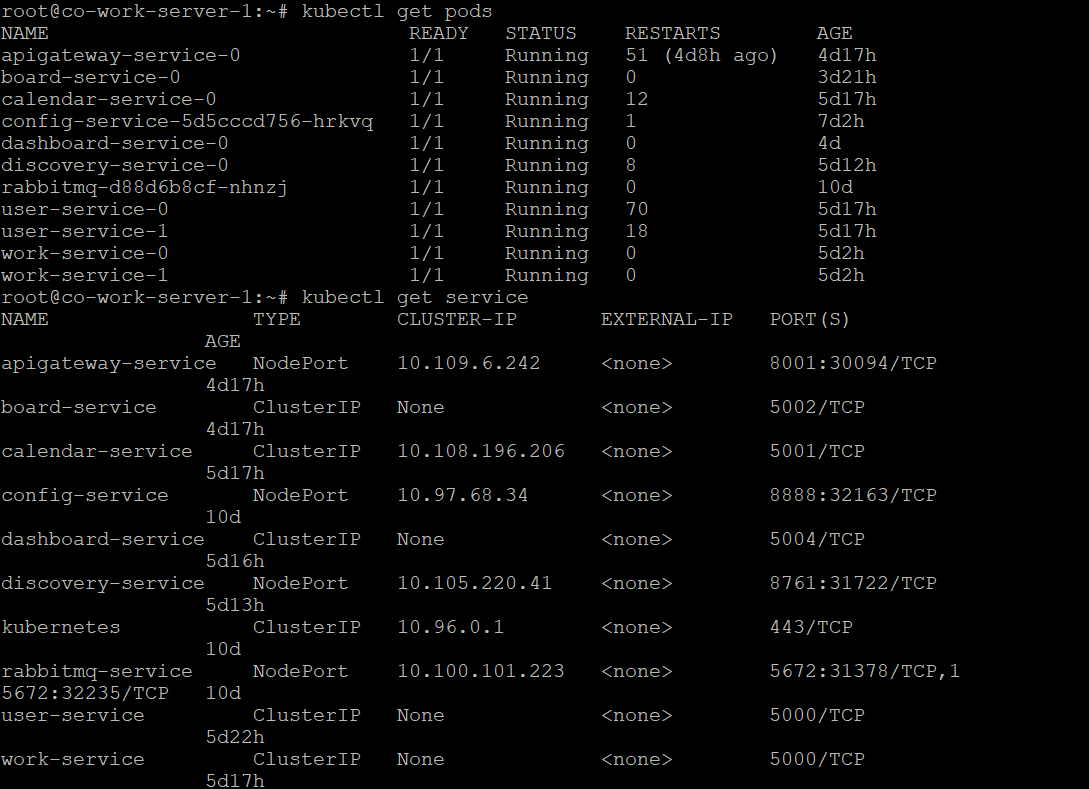 root@co-work-server-1:~# kubectl get pods
NAME                              READY   STATUS    RESTARTS        AGE
apigateway-service-0              1/1     Running   51 (4d8h ago)   4d17h
board-service-0                   1/1     Running   0               3d21h
calendar-service-0                1/1     Running   12              5d17h
config-service-5d5cccd756-hrkvq   1/1     Running   1               7d2h
dashboard-service-0               1/1     Running   0               4d
discovery-service-0               1/1     Running   8               5d12h
rabbitmq-d88d6b8cf-nhnzj          1/1     Running   0               10d
user-service-0                    1/1     Running   70              5d17h
user-service-1                    1/1     Running   18              5d17h
work-service-0                    1/1     Running   0               5d2h
work-service-1                    1/1     Running   0               5d2h
root@co-work-server-1:~# kubectl get service
NAME                 TYPE        CLUSTER-IP       EXTERNAL-IP   PORT(S)
                 AGE
apigateway-service   NodePort    10.109.6.242     <none>        8001:30094/TCP
                 4d17h
board-service        ClusterIP   None             <none>        5002/TCP
                 4d17h
calendar-service     ClusterIP   10.108.196.206   <none>        5001/TCP
                 5d17h
config-service       NodePort    10.97.68.34      <none>        8888:32163/TCP
                 10d
dashboard-service    ClusterIP   None             <none>        5004/TCP
                 5d16h
discovery-service    NodePort    10.105.220.41    <none>        8761:31722/TCP
                 5d13h
kubernetes           ClusterIP   10.96.0.1        <none>        443/TCP
                 10d
rabbitmq-service     NodePort    10.100.101.223   <none>        5672:31378/TCP,1
5672:32235/TCP   10d
user-service         ClusterIP   None             <none>        5000/TCP
                 5d22h
work-service         ClusterIP   None             <none>        5000/TCP
                 5d17h